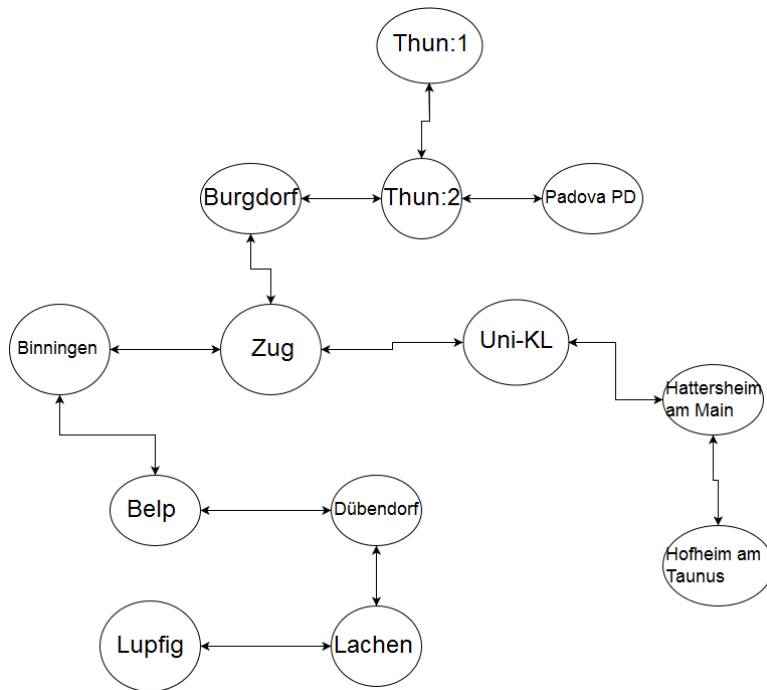 Thun:1
Burgdorf
Thun:2
Padova PD
Binningen
Zug
Uni-KL
Hattersheim
am Main
Belp
Dübendorf
Hofheim am
Taunus
Lupfig
Lachen